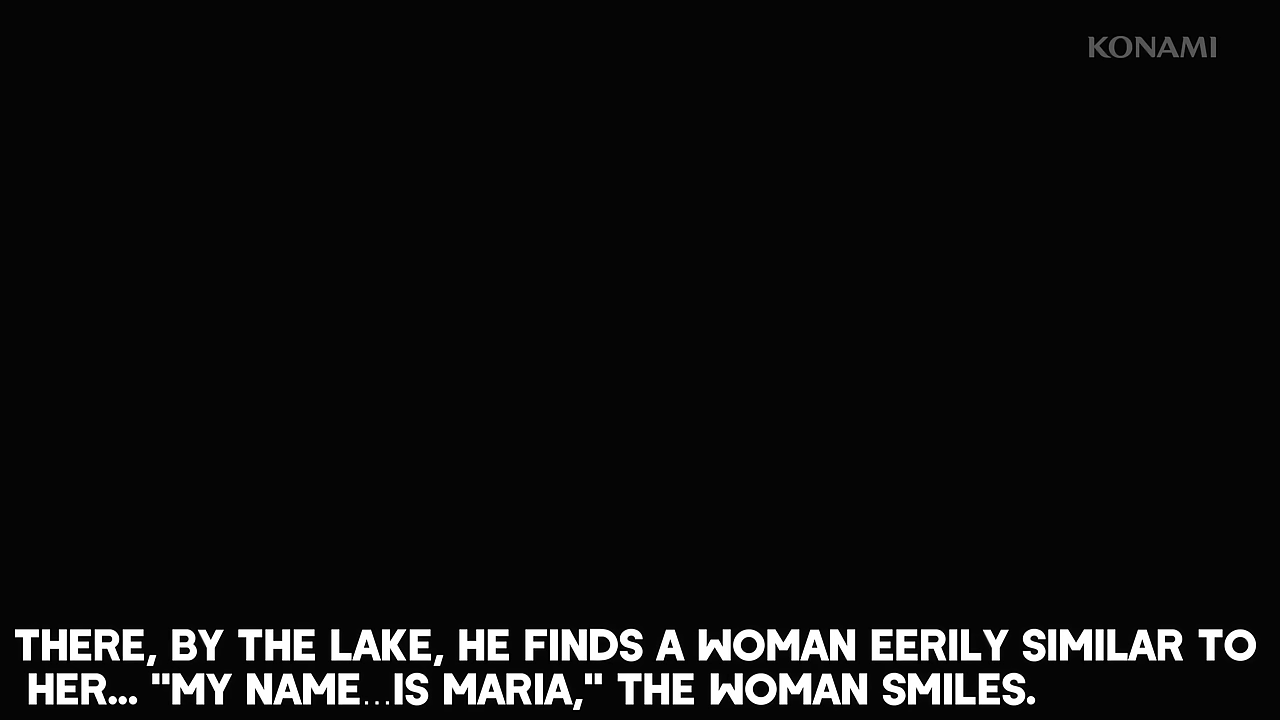 KONAMI
THERE, BY THE LAKE, HE FINDS A WOMAN EERILY SIMILAR TO
HER... "MY NAME...IS MARIA," THE WOMAN SMILES.